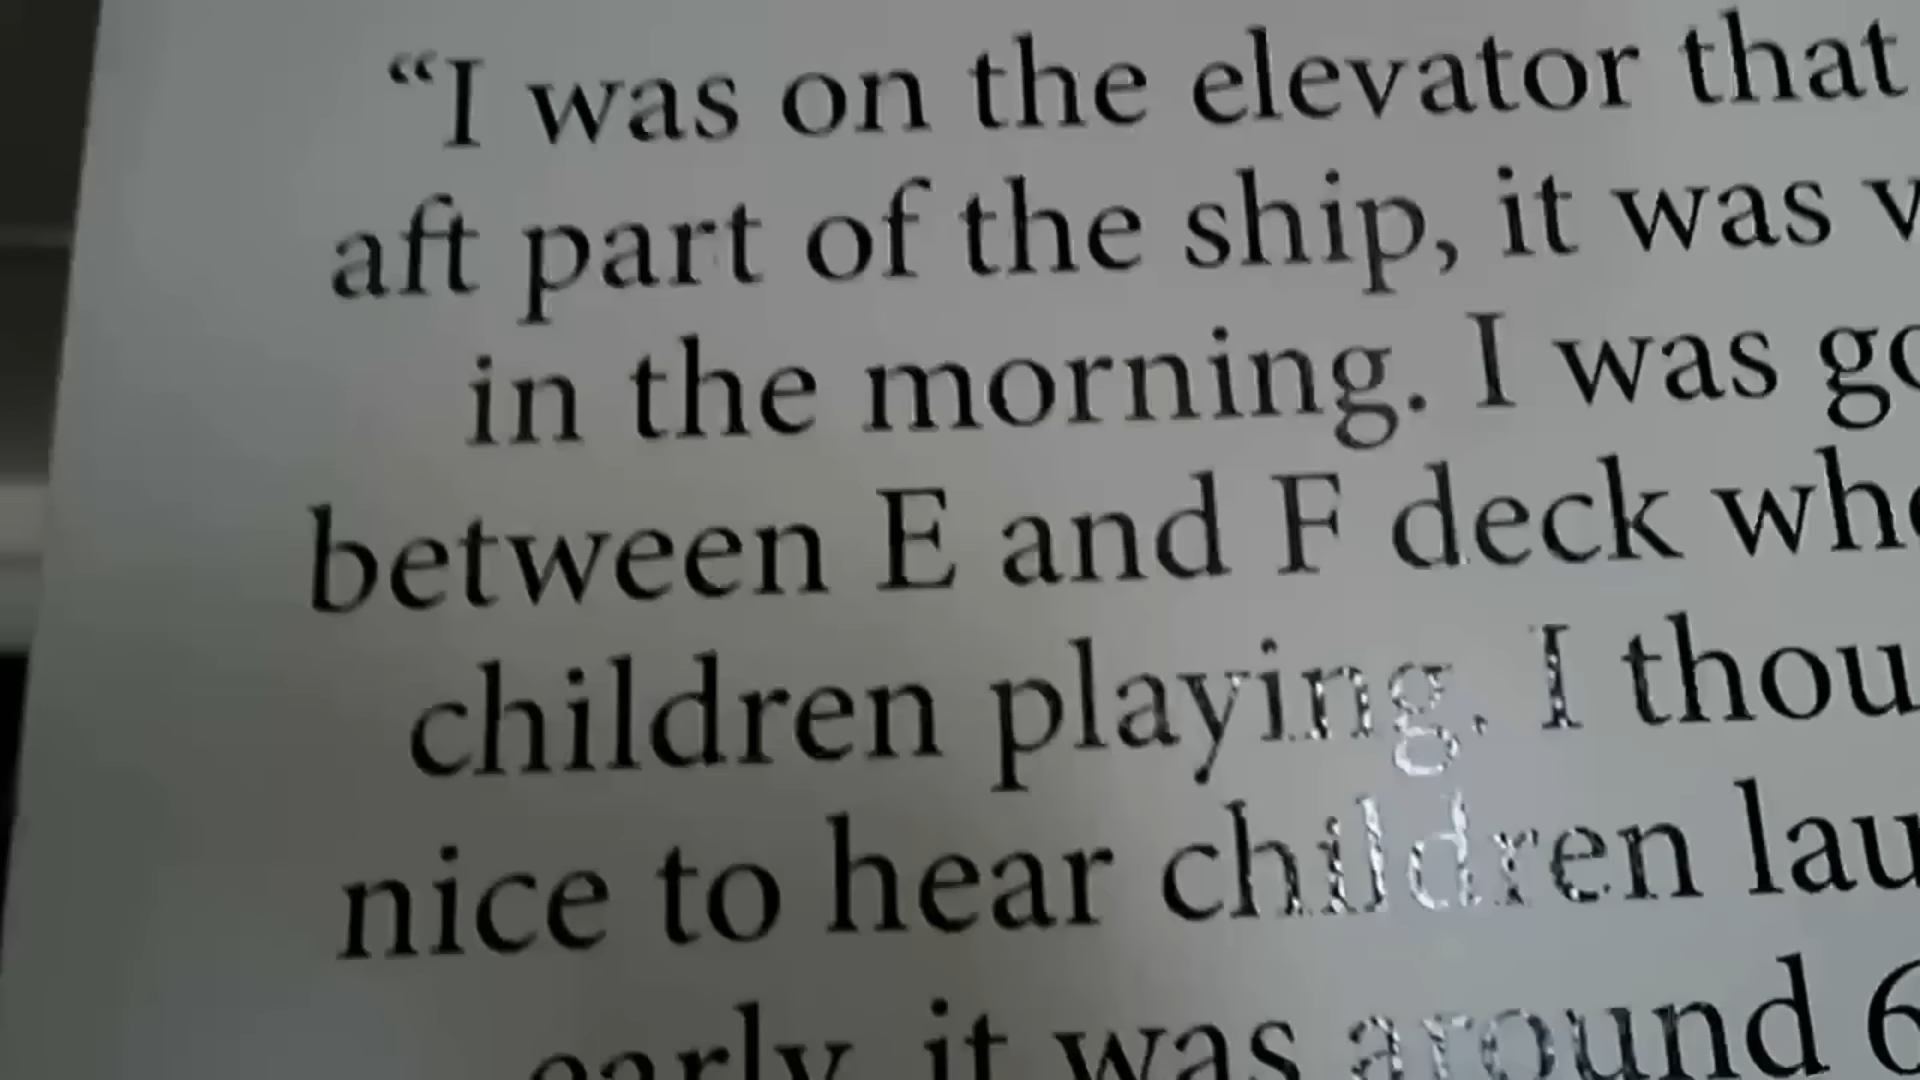 “I was on the elevator that
aft part of the ship, it was
in the morning. I was
between E and F deck
children playing. I
nice to hear children
early, it was around 6